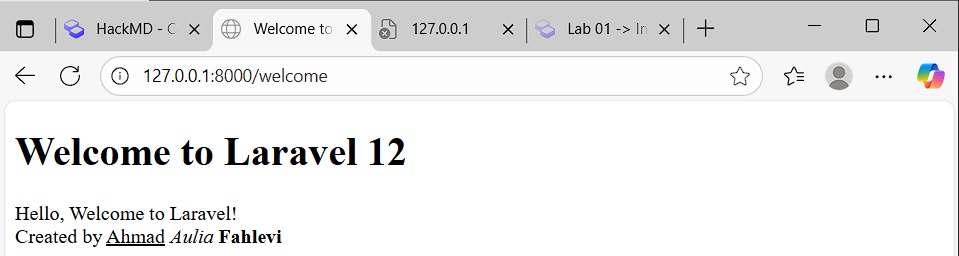 HackMD - C
Welcome to
127.0.0.1
Lab 01 -> In
127.0.0.1:8000/welcome
Welcome to Laravel 12
Hello, Welcome to Laravel!
Created by Ahmad Aulia Fahlevi